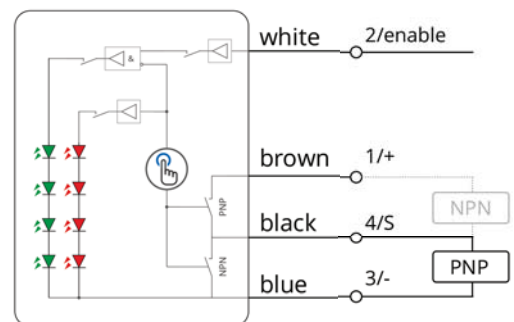 white 2/enable
&
brown 1/+
PNP
NPN
black 4/S
PNP
NPN
blue 3/-